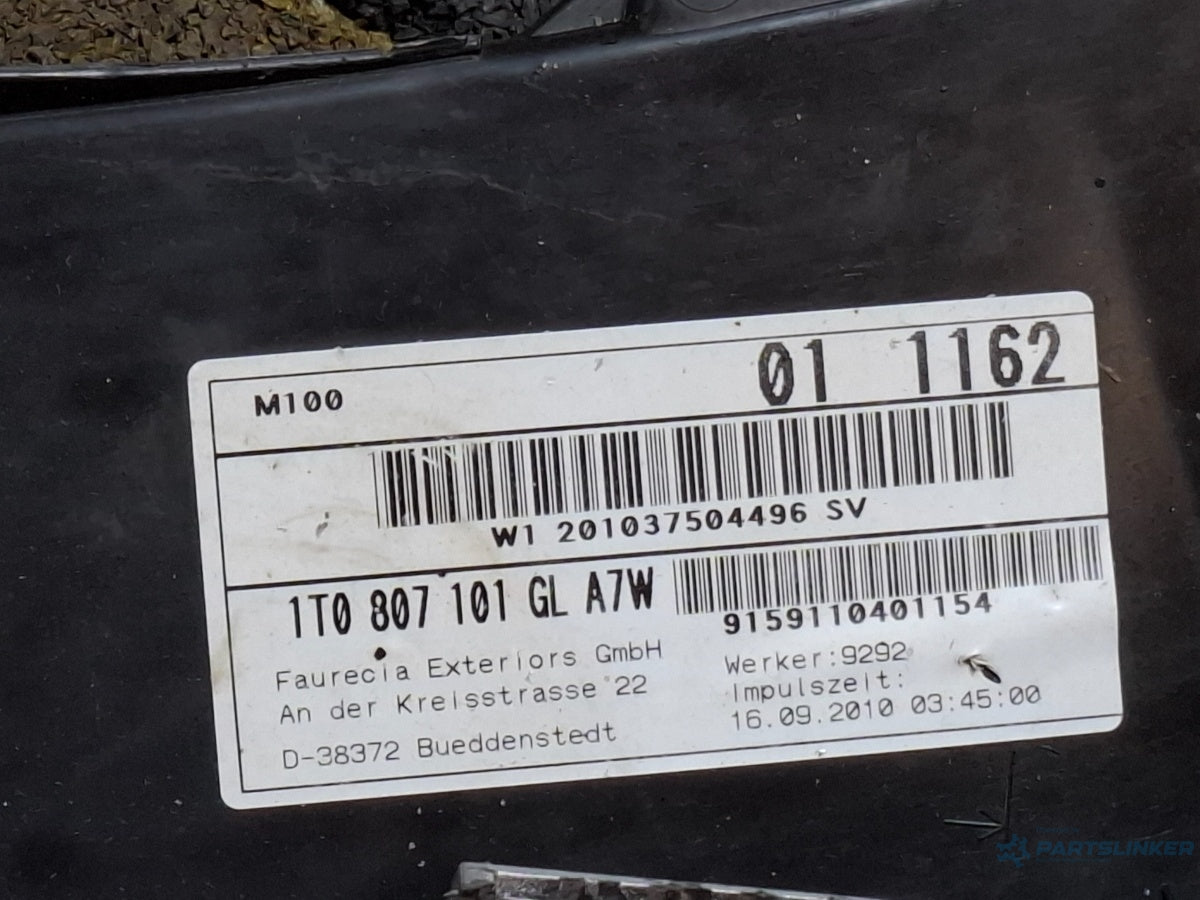 M100
01 1162
W1 201037504496 SV
1T0 807 101 GL A7W
9159110401154
Faurecia Exteriors GmbH
An der Kreisstrasse 22
D-38372 Bueddenstedt
Werker:9292
Impulszeit:
16.09.2010 03:45:00
PARTSLINKER